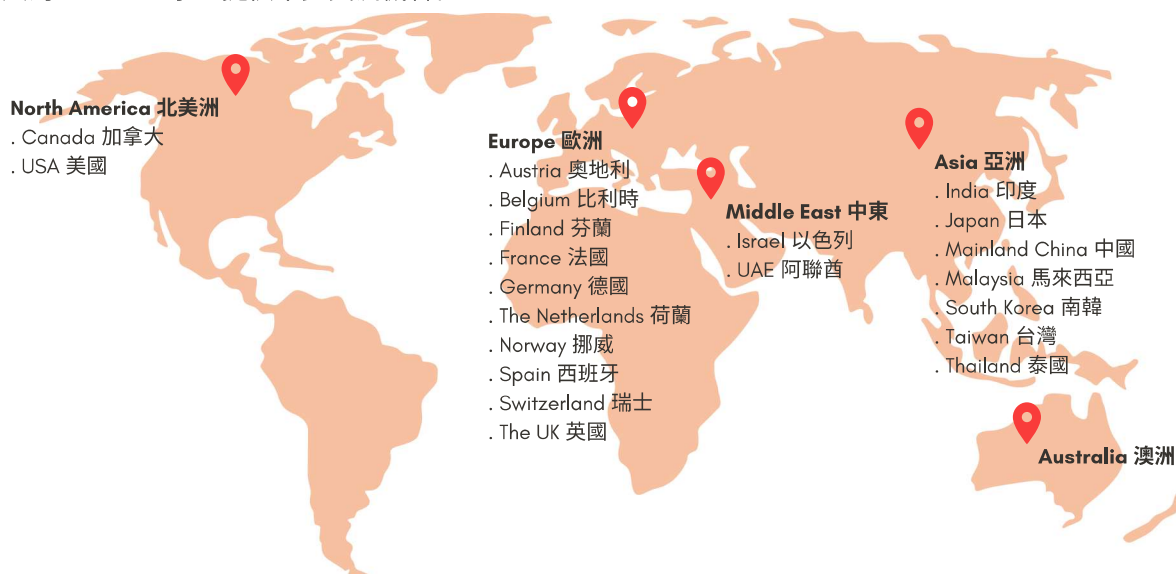 North America 北美洲
. Canada 加拿大
. USA 美國
Europe 歐洲
. Austria 奧地利
. Belgium 比利時
. Finland 芬蘭
. France 法國
. Germany 德國
. The Netherlands 荷蘭
. Norway 挪威
. Spain 西班牙
. Switzerland 瑞士
. The UK 英國
Middle East 中東
. Israel 以色列
. UAE 阿聯酋
Asia 亞洲
. India 印度
. Japan 日本
. Mainland China 中國
. Malaysia 馬來西亞
. South Korea 南韓
. Taiwan 台灣
. Thailand 泰國
Australia 澳洲